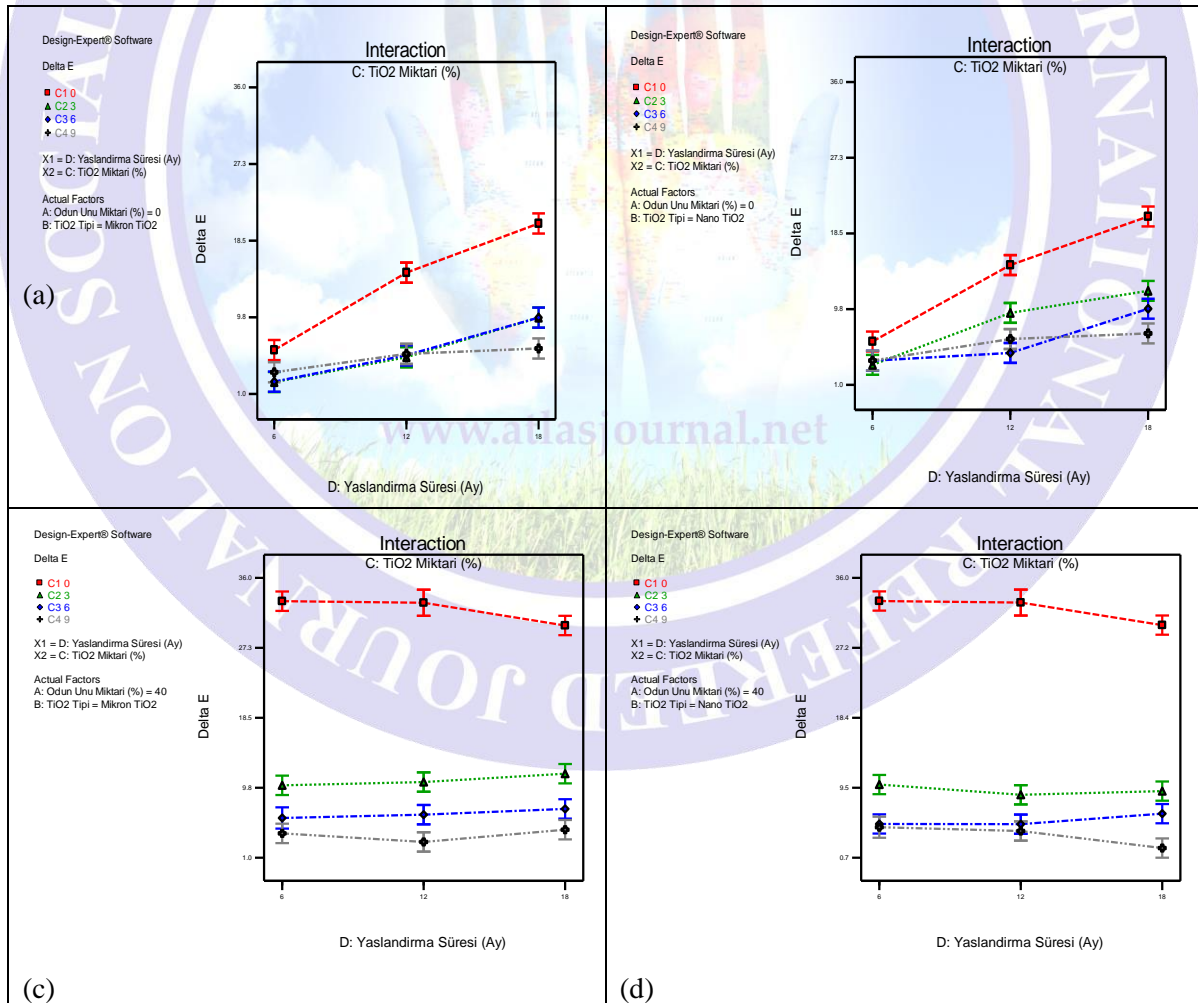 Design-Expert® Software
Delta E
C1 0
C2 3
C3 6
C4 9
X1 = D: Yaslandirma Süresi (Ay)
X2 = C: TiO2 Miktari (%)
Actual Factors
A: Odun Unu Miktari (%) = 0
B: TiO2 Tipi = Mikron TiO2
(a)
Interaction
C: TiO2 Miktari (%)
Delta E
36.0
27.3
18.5
9.8
1.0
6
12
18
D: Yaslandirma Süresi (Ay)
Design-Expert® Software
Delta E
C1 0
C2 3
C3 6
C4 9
X1 = D: Yaslandirma Süresi (Ay)
X2 = C: TiO2 Miktari (%)
Actual Factors
A: Odun Unu Miktari (%) = 0
B: TiO2 Tipi = Nano TiO2
Interaction
C: TiO2 Miktari (%)
Delta E
36.0
27.3
18.5
9.8
1.0
6
12
18
D: Yaslandirma Süresi (Ay)
www.atlasjournal.net
Design-Expert® Software
Delta E
C1 0
C2 3
C3 6
C4 9
X1 = D: Yaslandirma Süresi (Ay)
X2 = C: TiO2 Miktari (%)
Actual Factors
A: Odun Unu Miktari (%) = 40
B: TiO2 Tipi = Mikron TiO2
Interaction
C: TiO2 Miktari (%)
Delta E
36.0
27.3
18.5
9.8
1.0
6
12
18
D: Yaslandirma Süresi (Ay)
(c)
Design-Expert® Software
Delta E
C1 0
C2 3
C3 6
C4 9
X1 = D: Yaslandirma Süresi (Ay)
X2 = C: TiO2 Miktari (%)
Actual Factors
A: Odun Unu Miktari (%) = 40
B: TiO2 Tipi = Nano TiO2
Interaction
C: TiO2 Miktari (%)
Delta E
36.0
27.2
18.4
9.5
0.7
6
12
18
D: Yaslandirma Süresi (Ay)
(d)
REFEREED JOURNAL ON SOCIAL